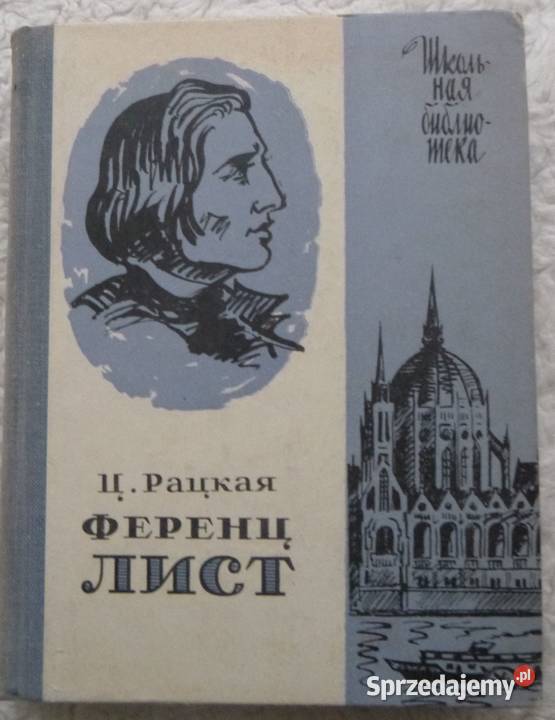 Школь-
ная
библио-
тека
Ц. Рацкая
ФЕРЕНЦ
ЛИСТ
Sprzedajemy.pl